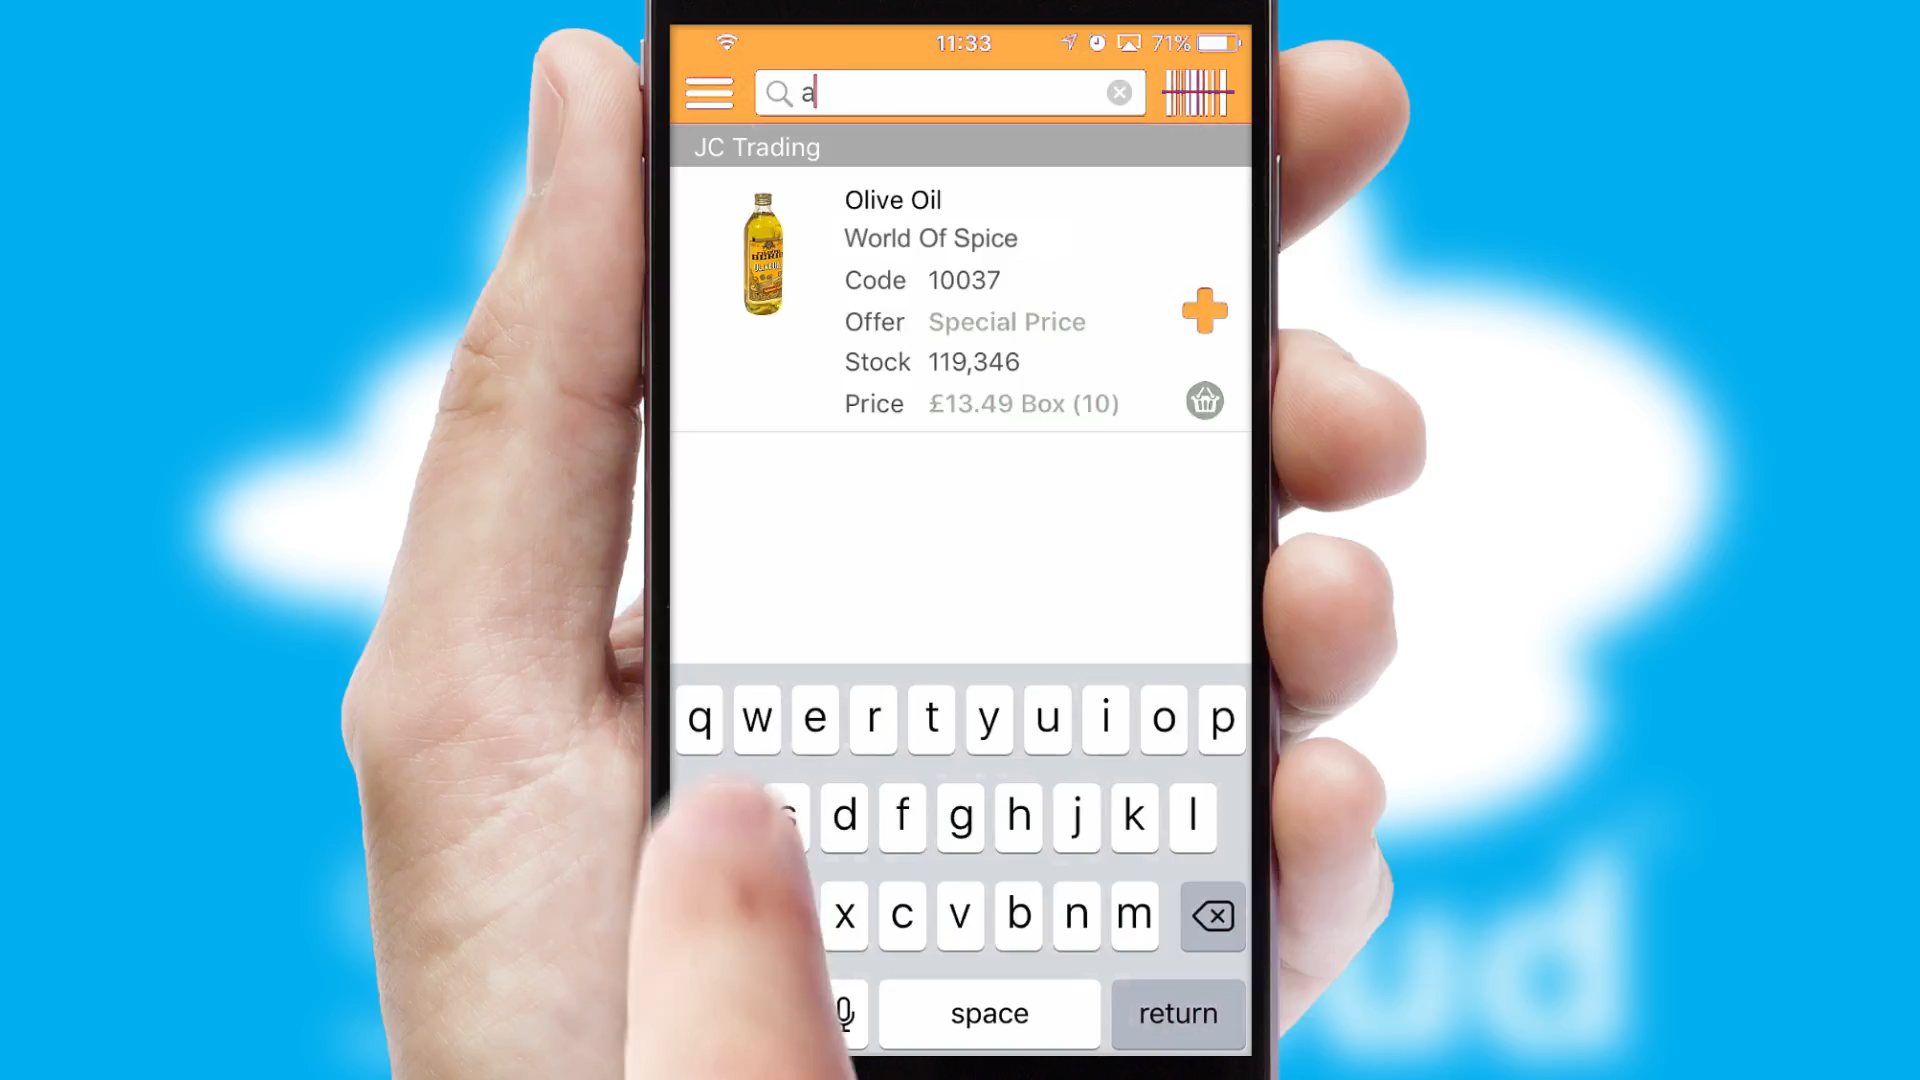 11:33 71%
a
JC Trading
Olive Oil
World Of Spice
Code 10037
Offer Special Price
Stock 119,346
Price £13.49 Box (10)
q w e r t y u i o p
s d f g h j k l
x c v b n m
space return
ud